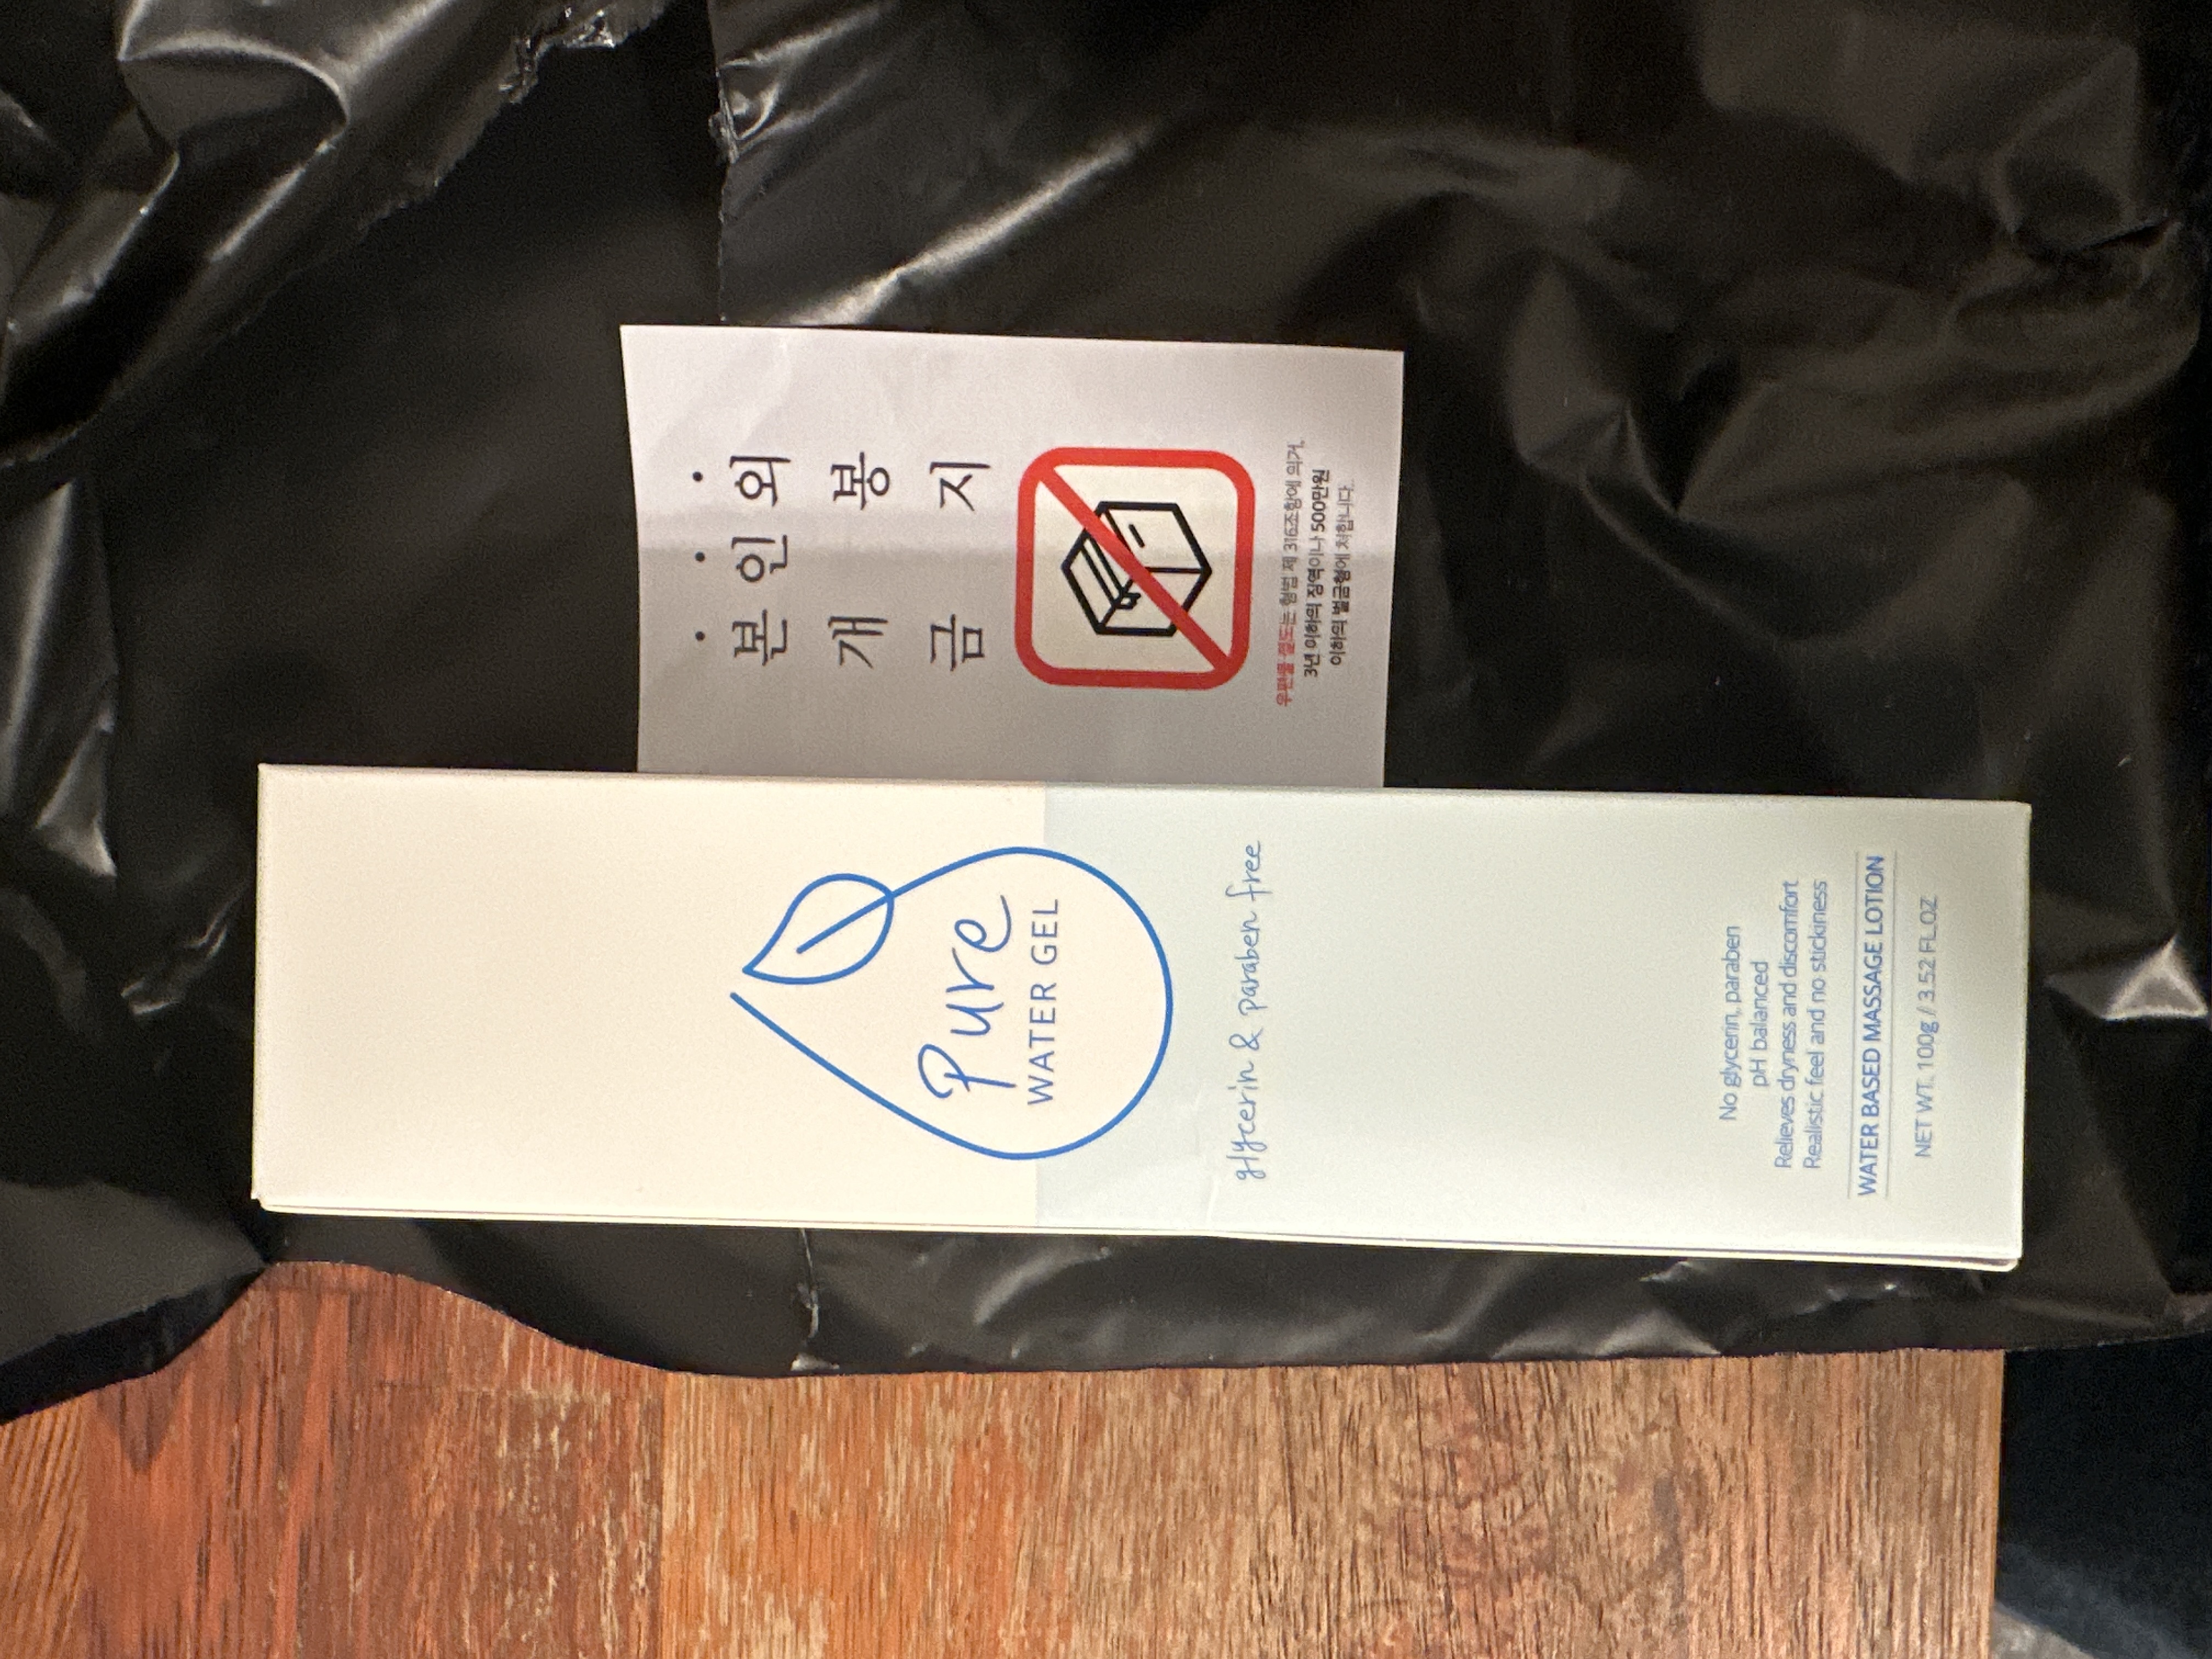 본인외
개 봉
금 지
우편물 절도는 형법 제 316조항에 의거,
3년 이하의 징역이나 500만원
이하의 벌금형에 처합니다.
Pure
WATER GEL
glycerin & paraben free
No glycerin, paraben
pH balanced
Relieves dryness and discomfort
Realistic feel and no stickiness
WATER BASED MASSAGE LOTION
NET WT. 100g / 3.52 FL.OZ